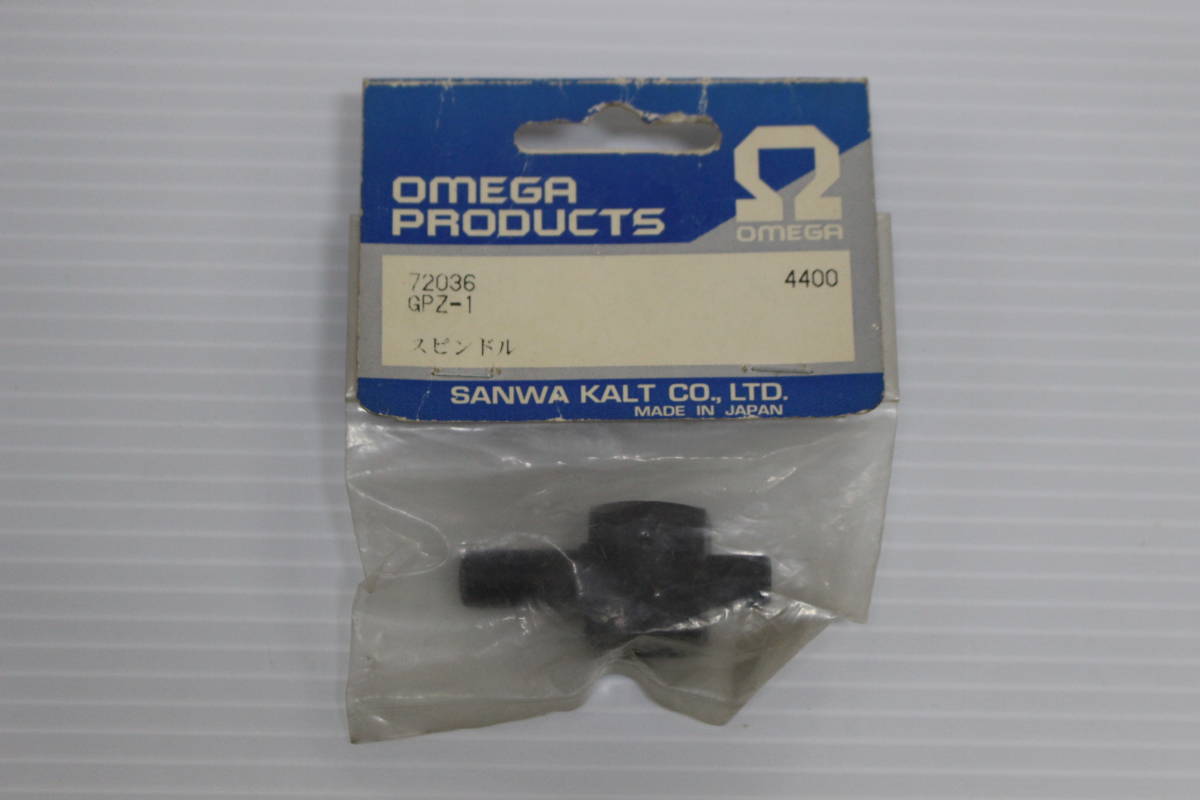 OMEGA
PRODUCTS
Ω
OMEGA
72036
4400
GPZ-1
スピンドル
SANWA KALT CO., LTD.
MADE IN JAPAN